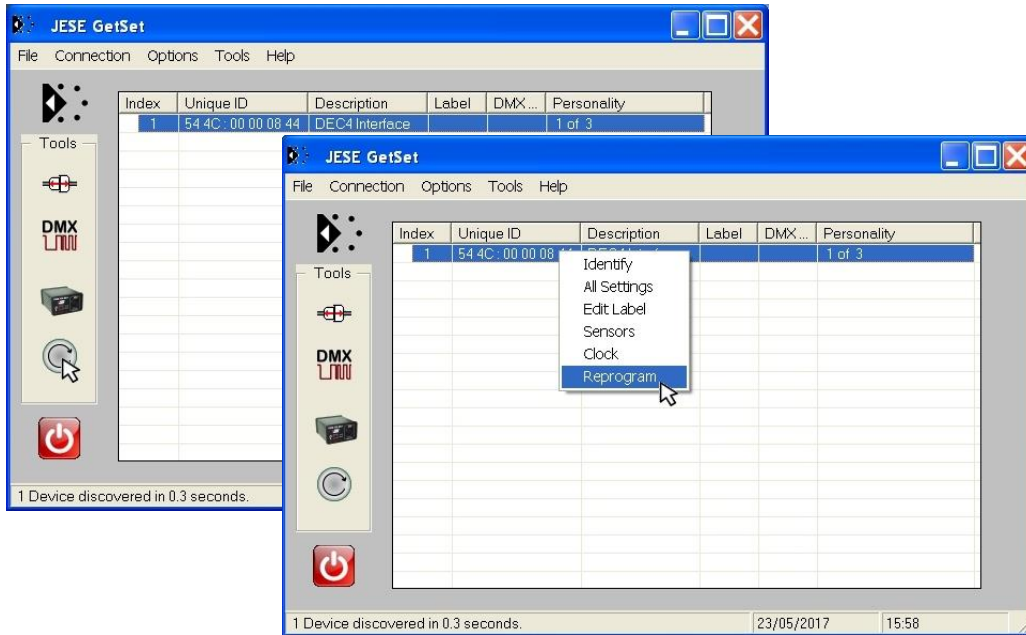 JESE GetSet
File Connection Options Tools Help
Index Unique ID Description Label DMX... Personality
1 54 4C : 00 00 08 44 DEC4 Interface 1 of 3
Tools
DMX
1 Device discovered in 0.3 seconds.
JESE GetSet
File Connection Options Tools Help
Index Unique ID Description Label DMX... Personality
1 54 4C : 00 00 08 1 of 3
Identify
All Settings
Edit Label
Sensors
Clock
Reprogram
Tools
DMX
1 Device discovered in 0.3 seconds. 23/05/2017 15:58